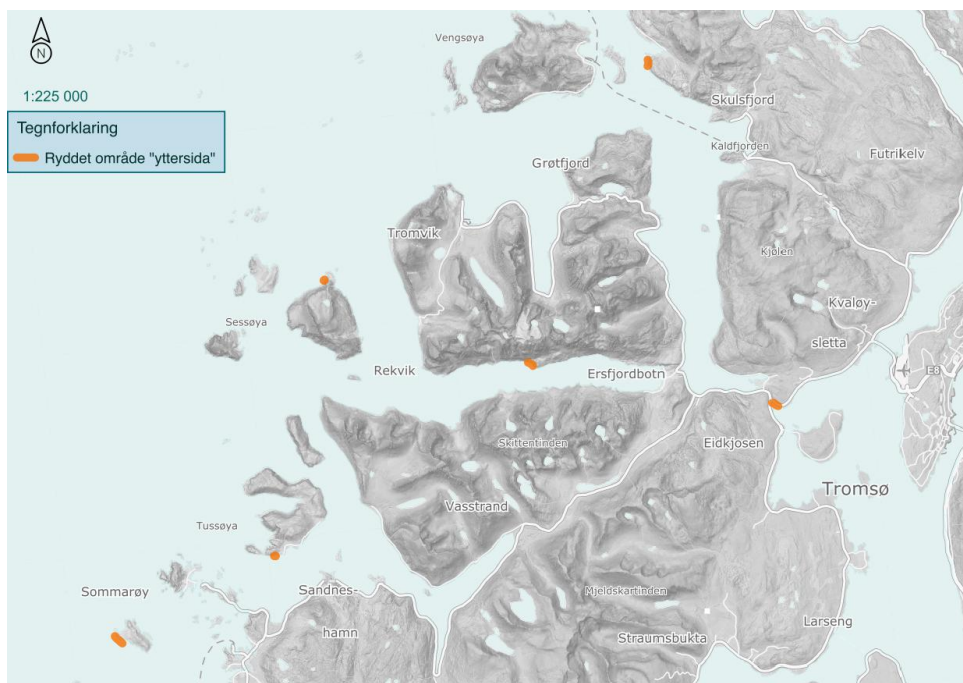 N
1:225 000
Tegnforklaring
Ryddet område "yttersida"
Vengsøya
Skulsfjord
Kaldfjorden
Futrikelv
Grøtfjord
Tromvik
Kjølen
Kvaløy-
sletta
Sessøya
Rekvik
Ersfjordbotn
E8
Skittentinden
Eidkjosen
Tromsø
Vasstrand
Tussøya
Sommarøy
Sandnes-
hamn
Mjeldskartinden
Straumsbukta
Larseng